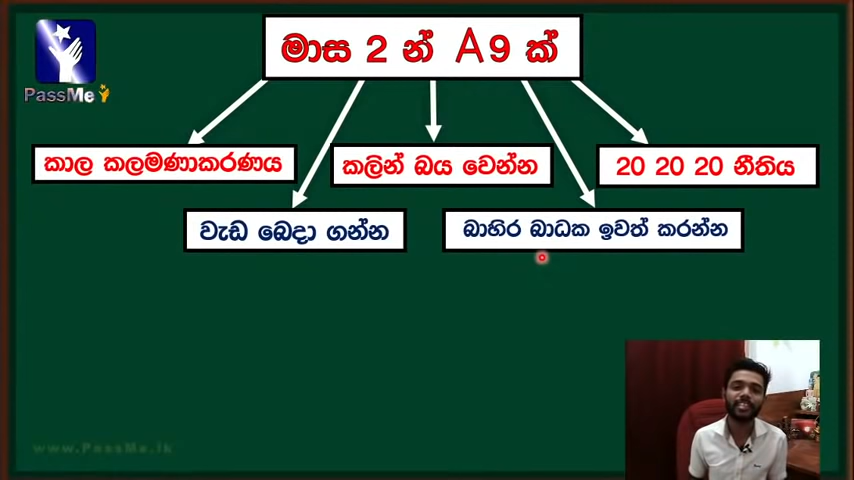 මාස 2 න් A9 ක්
PassMe
කාල කලමණාකරණය
කලින් බය වෙන්න
20 20 20 නීතිය
වැඩ බෙදා ගන්න
බාහිර බාධක ඉවත් කරන්න
www.PassMe.lk